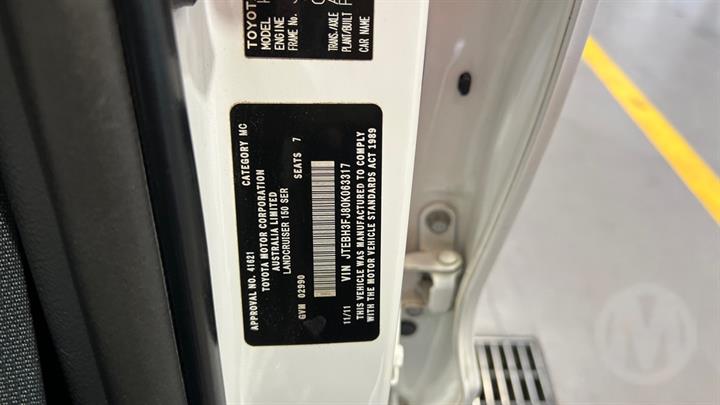 TOYOTA
MODEL
ENGINE
FRAME NO.
TRANS./AXLE
PLANT/BUILT
CAR NAME
APPROVAL NO. 41621 CATEGORY MC
TOYOTA MOTOR CORPORATION
AUSTRALIA LIMITED
LANDCRUISER 150 SER
GVM 02990 SEATS 7
11/11 VIN JTEBH3FJ80K063317
THIS VEHICLE WAS MANUFACTURED TO COMPLY
WITH THE MOTOR VEHICLE STANDARDS ACT 1989
M